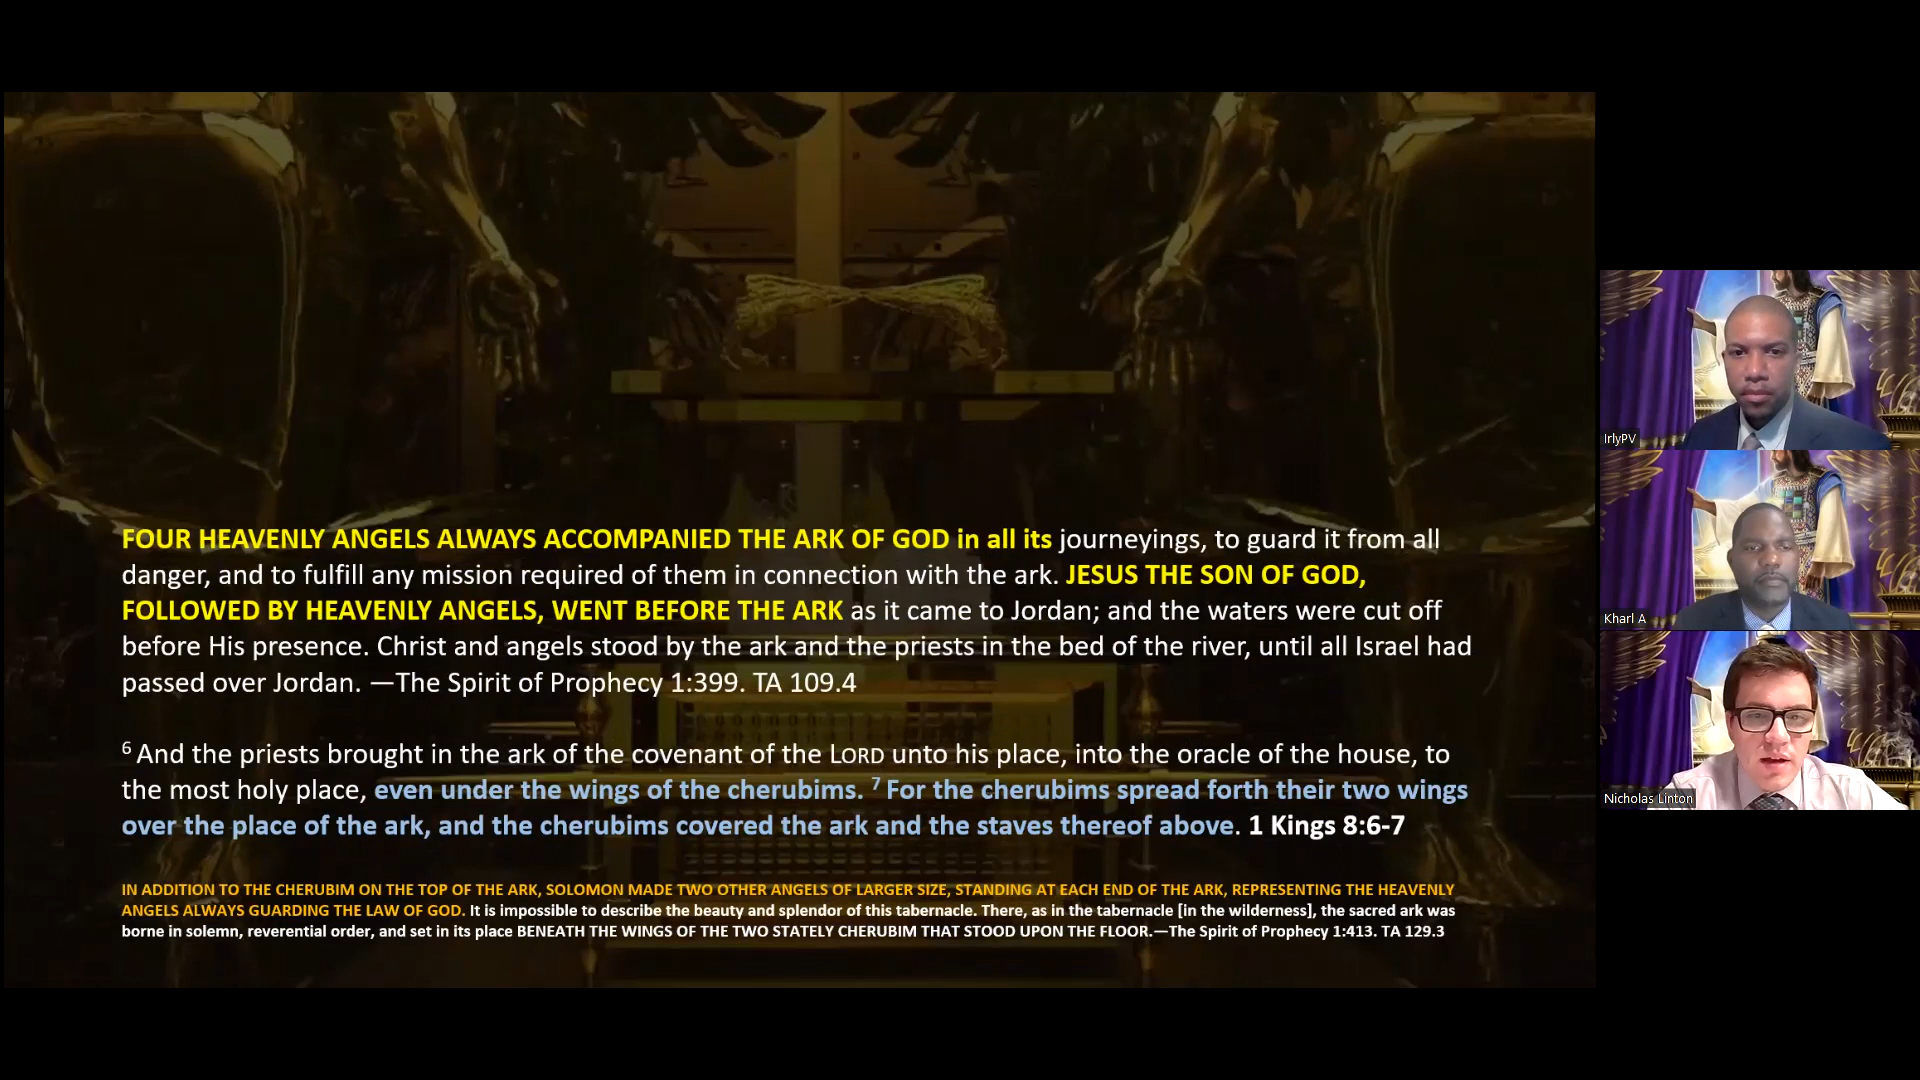 FOUR HEAVENLY ANGELS ALWAYS ACCOMPANIED THE ARK OF GOD in all its journeyings, to guard it from all
danger, and to fulfill any mission required of them in connection with the ark. JESUS THE SON OF GOD,
FOLLOWED BY HEAVENLY ANGELS, WENT BEFORE THE ARK as it came to Jordan; and the waters were cut off
before His presence. Christ and angels stood by the ark and the priests in the bed of the river, until all Israel had
passed over Jordan. —The Spirit of Prophecy 1:399. TA 109.4
6 And the priests brought in the ark of the covenant of the LORD unto his place, into the oracle of the house, to
the most holy place, even under the wings of the cherubims. 7 For the cherubims spread forth their two wings
over the place of the ark, and the cherubims covered the ark and the staves thereof above. 1 Kings 8:6-7
IN ADDITION TO THE CHERUBIM ON THE TOP OF THE ARK, SOLOMON MADE TWO OTHER ANGELS OF LARGER SIZE, STANDING AT EACH END OF THE ARK, REPRESENTING THE HEAVENLY
ANGELS ALWAYS GUARDING THE LAW OF GOD. It is impossible to describe the beauty and splendor of this tabernacle. There, as in the tabernacle [in the wilderness], the sacred ark was
borne in solemn, reverential order, and set in its place BENEATH THE WINGS OF THE TWO STATELY CHERUBIM THAT STOOD UPON THE FLOOR.—The Spirit of Prophecy 1:413. TA 129.3
IrlyPV
Kharl A
Nicholas Linton